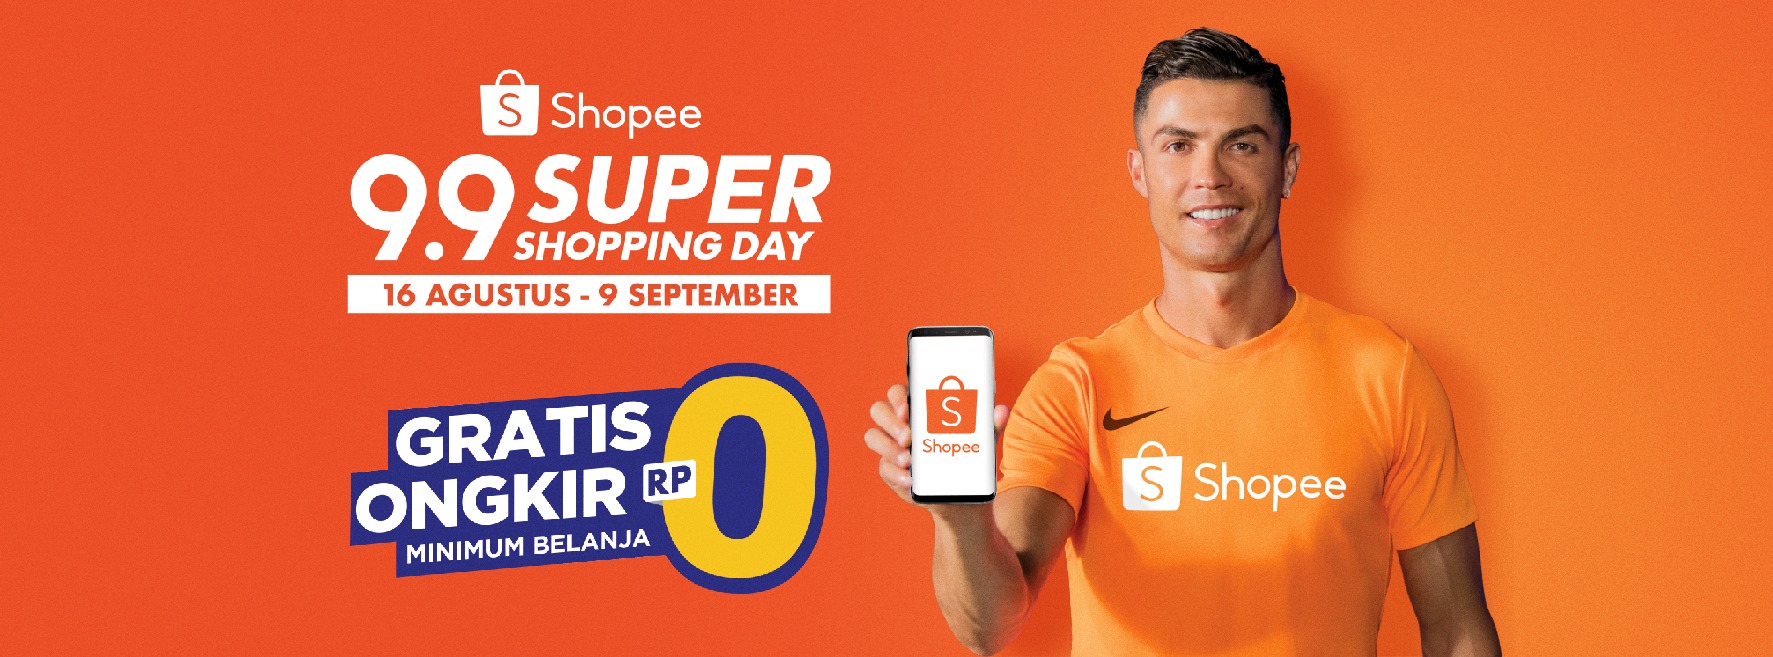 Shopee
9.9 SUPER
SHOPPING DAY
16 AGUSTUS - 9 SEPTEMBER
GRATIS
ONGKIR RP 0
MINIMUM BELANJA
S
Shopee
Shopee